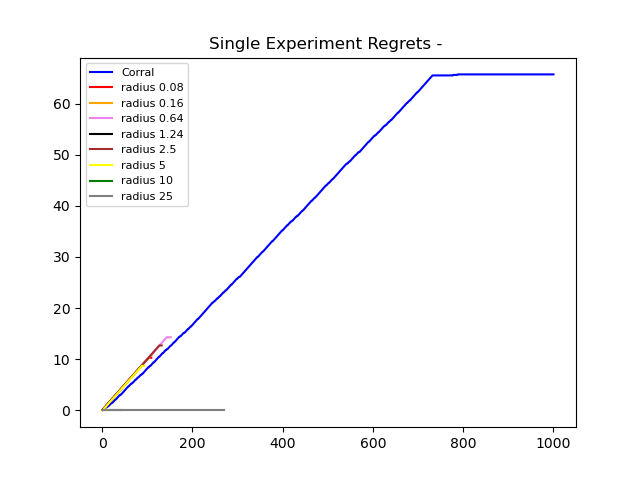 Single Experiment Regrets -
Corral
radius 0.08
radius 0.16
radius 0.64
radius 1.24
radius 2.5
radius 5
radius 10
radius 25
60
50
40
30
20
10
0
0 200 400 600 800 1000